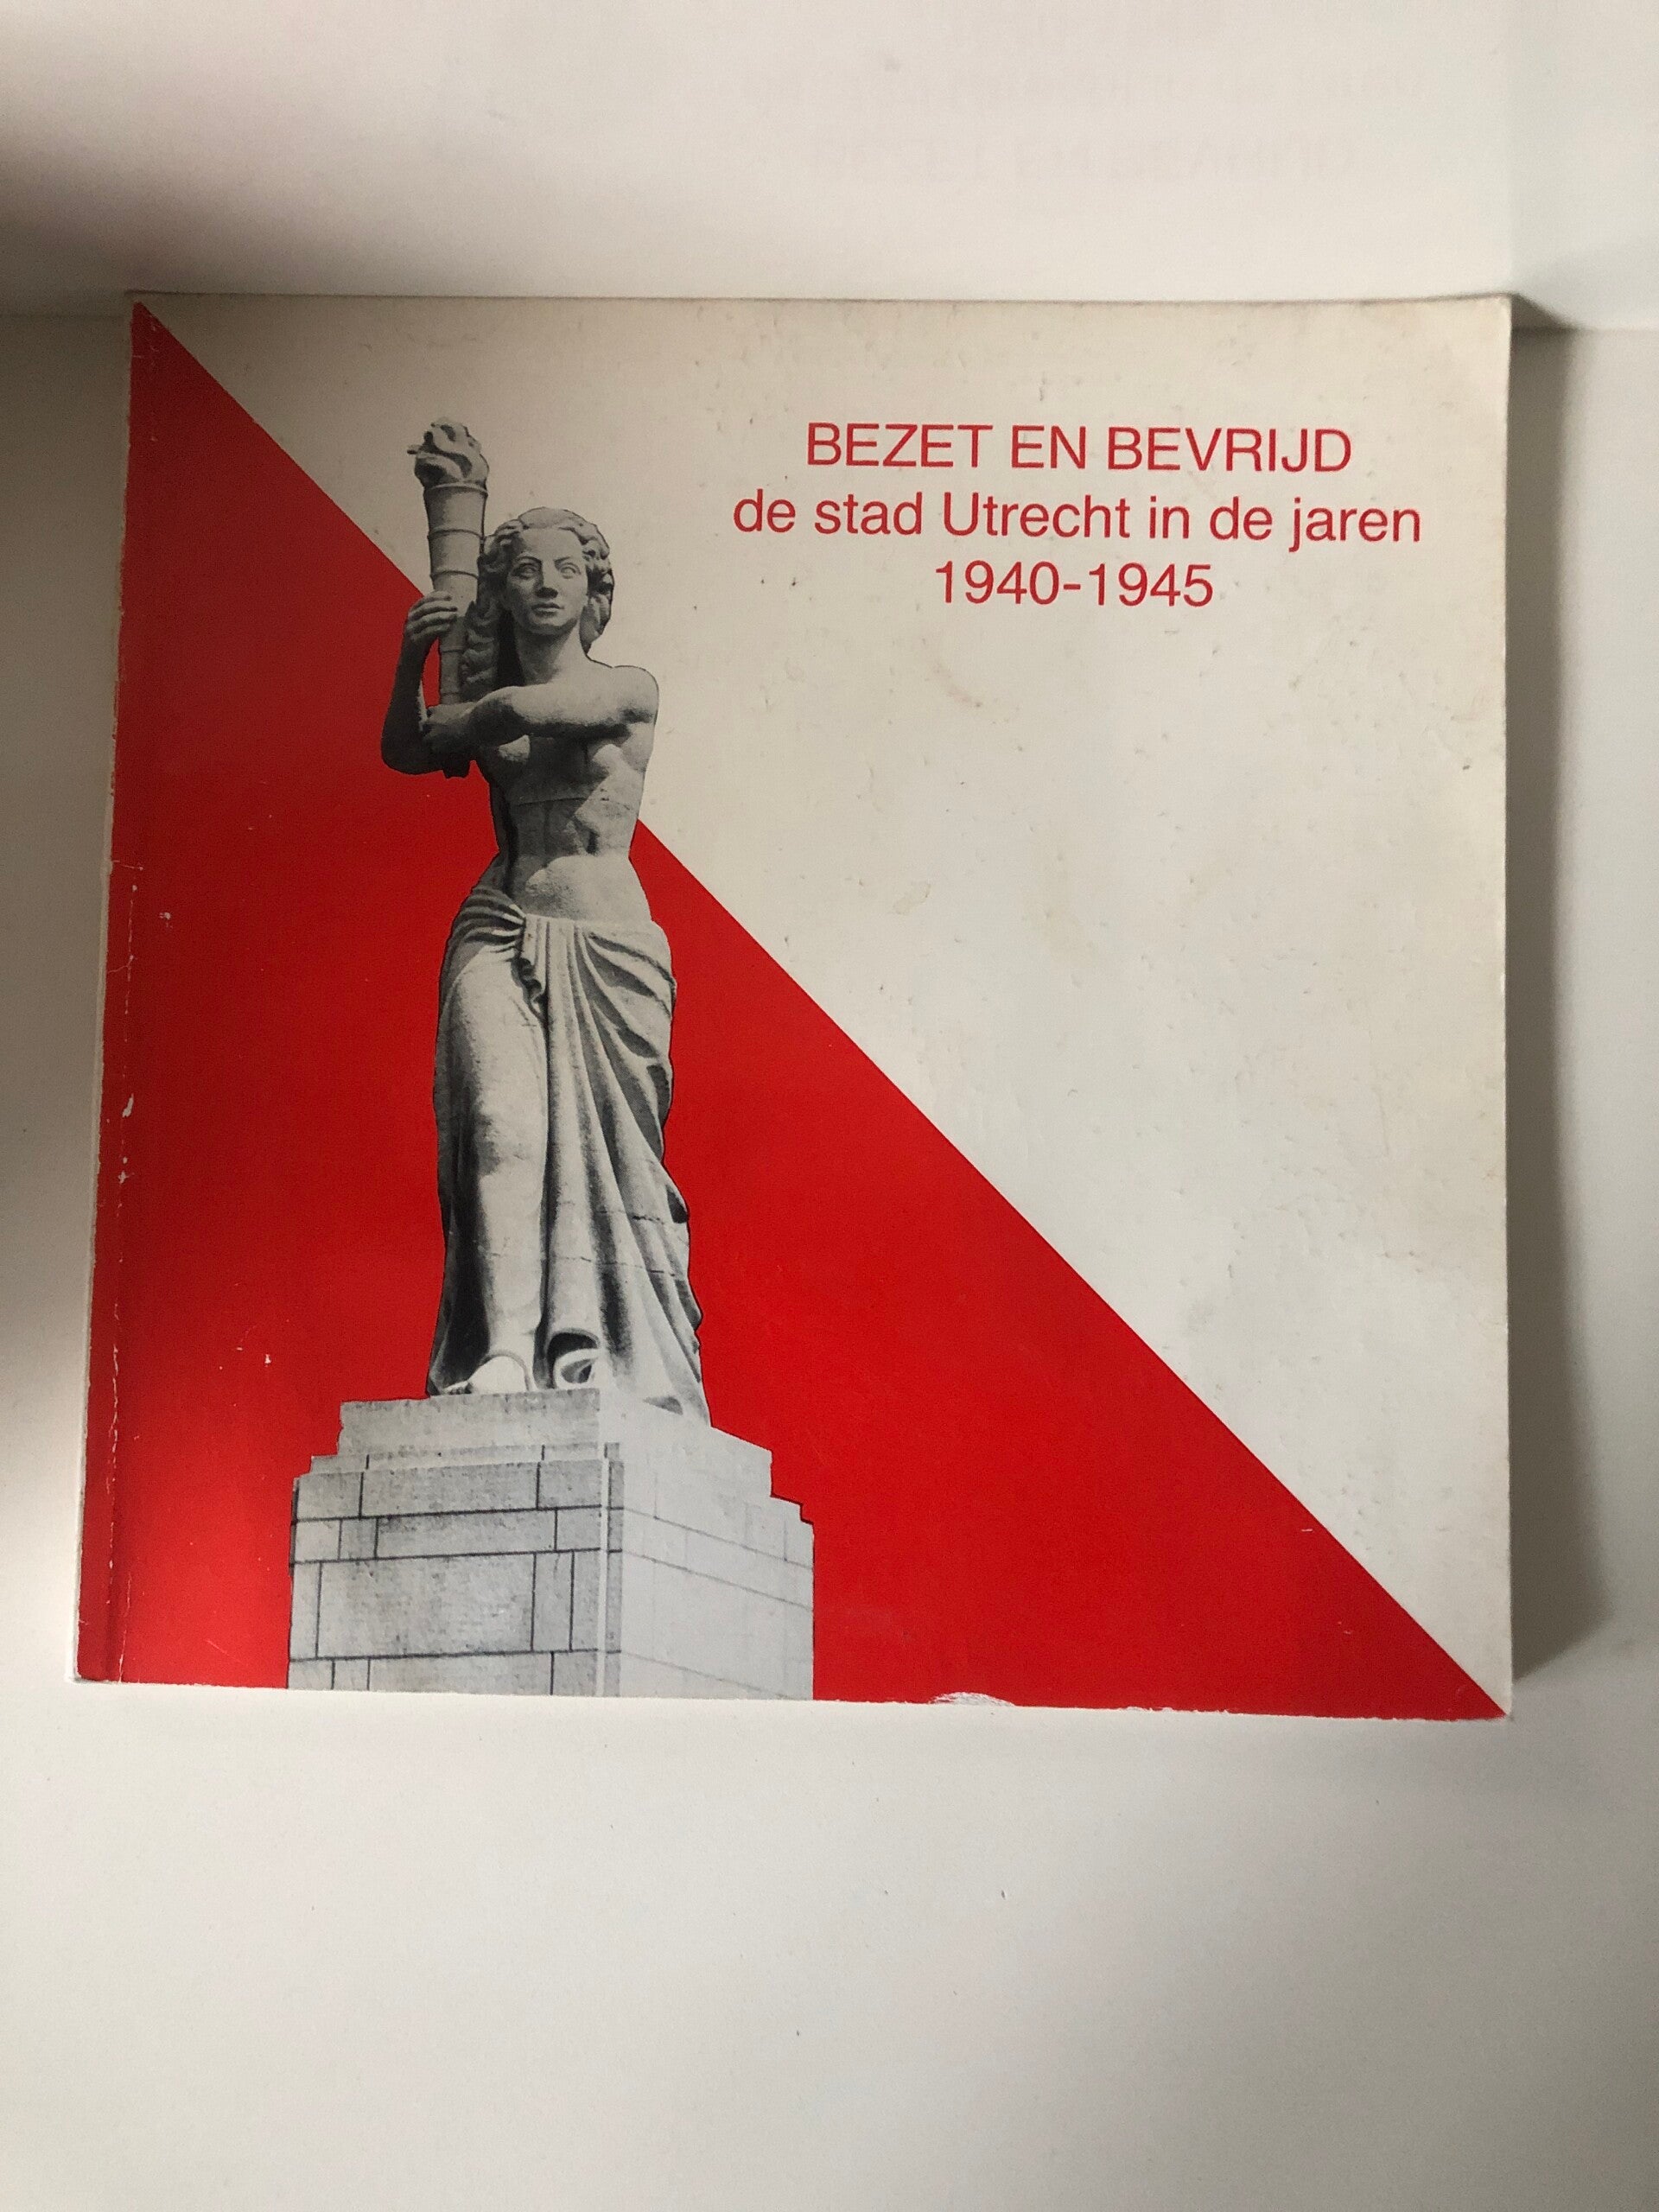 BEZET EN BEVRIJD
de stad Utrecht in de jaren
1940-1945